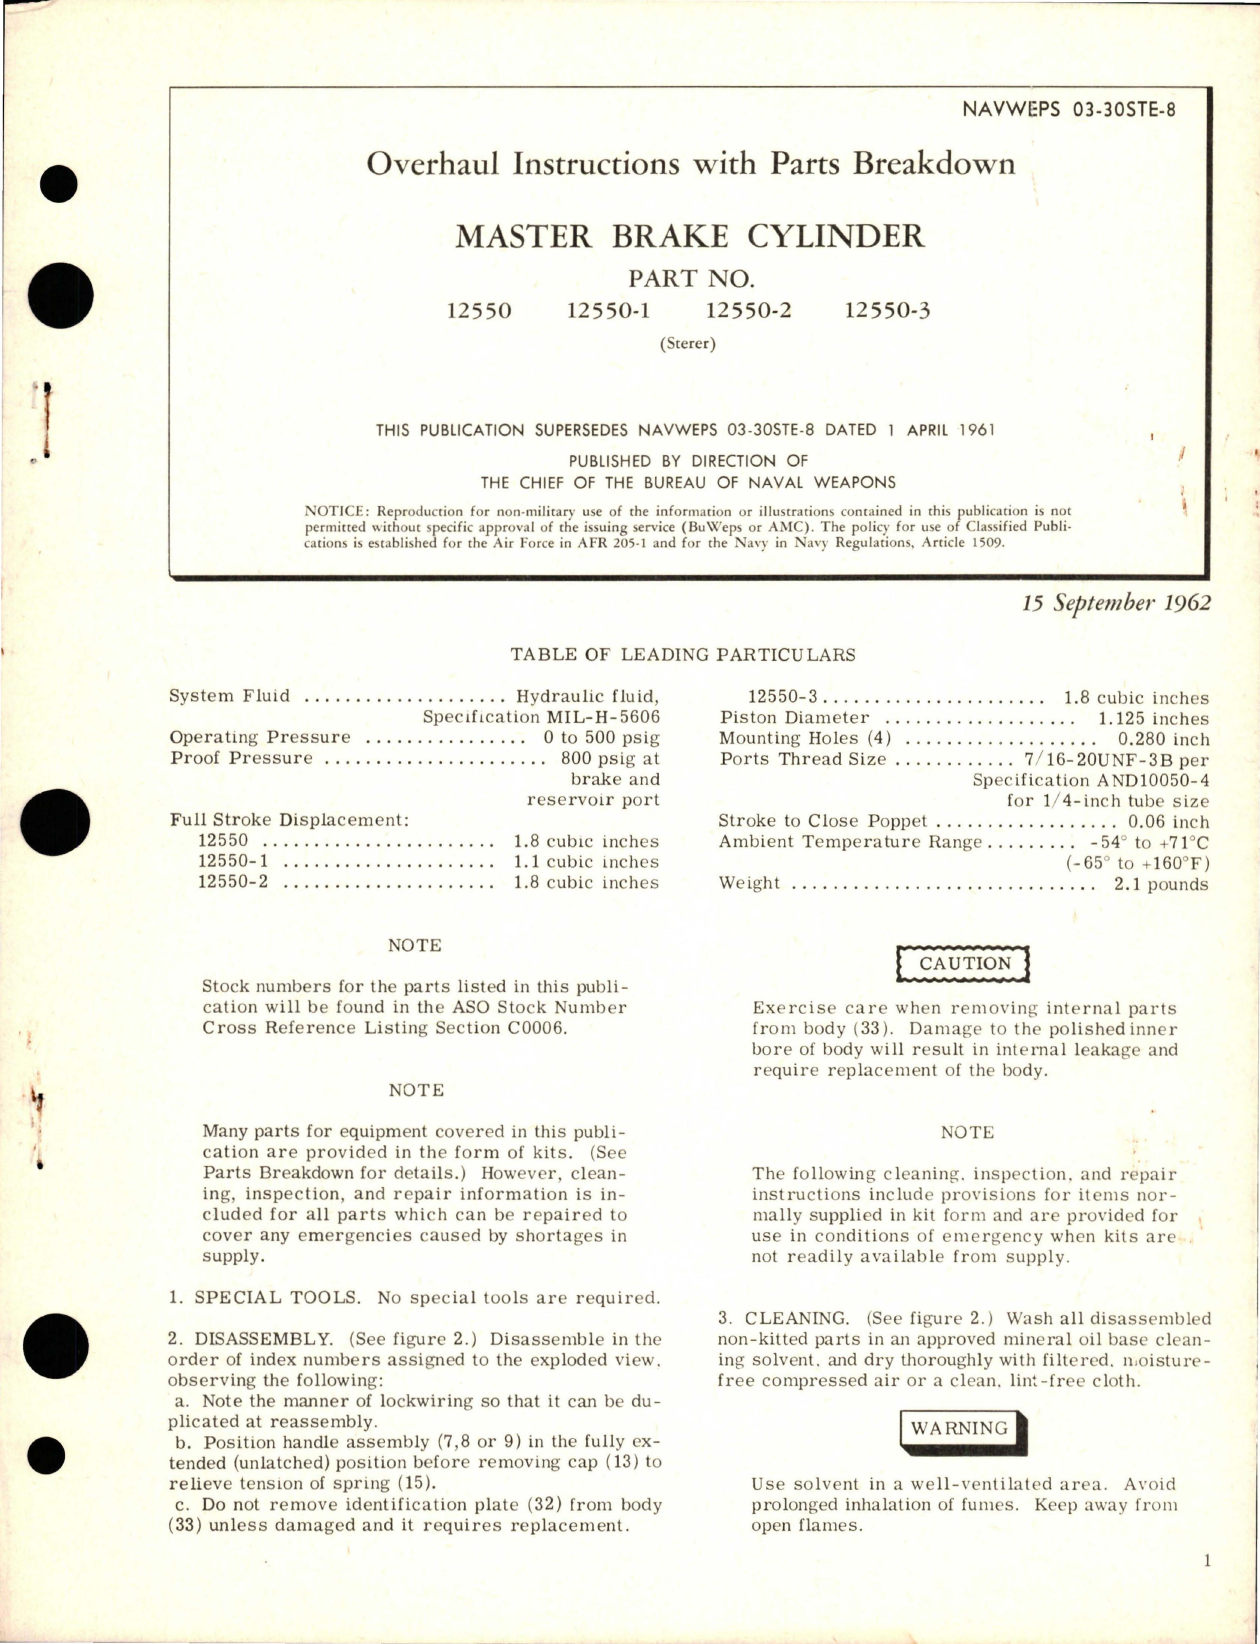 NAVWEPS 03-30STE-8
Overhaul Instructions with Parts Breakdown
MASTER BRAKE CYLINDER
PART NO.
12550 12550-1 12550-2 12550-3
(Sterer)
THIS PUBLICATION SUPERSEDES NAVWEPS 03-30STE-8 DATED 1 APRIL 1961
PUBLISHED BY DIRECTION OF
THE CHIEF OF THE BUREAU OF NAVAL WEAPONS
NOTICE: Reproduction for non-military use of the information or illustrations contained in this publication is not
permitted without specific approval of the issuing service (BuWeps or AMC). The policy for use of Classified Publi-
cations is established for the Air Force in AFR 205-1 and for the Navy in Navy Regulations, Article 1509.
15 September 1962
TABLE OF LEADING PARTICULARS
System Fluid .................... Hydraulic fluid,
Specification MIL-H-5606
Operating Pressure ................ 0 to 500 psig
Proof Pressure ...................... 800 psig at
brake and
reservoir port
Full Stroke Displacement:
12550 ....................... 1.8 cubic inches
12550-1 ..................... 1.1 cubic inches
12550-2 ..................... 1.8 cubic inches
12550-3 ...................... 1.8 cubic inches
Piston Diameter ................... 1.125 inches
Mounting Holes (4) ................... 0.280 inch
Ports Thread Size ............ 7/16-20UNF-3B per
Specification AND10050-4
for 1/4-inch tube size
Stroke to Close Poppet .................. 0.06 inch
Ambient Temperature Range ......... -54° to +71°C
(-65° to +160°F)
Weight .............................. 2.1 pounds
NOTE
Stock numbers for the parts listed in this publi-
cation will be found in the ASO Stock Number
Cross Reference Listing Section C0006.
NOTE
Many parts for equipment covered in this publi-
cation are provided in the form of kits. (See
Parts Breakdown for details.) However, clean-
ing, inspection, and repair information is in-
cluded for all parts which can be repaired to
cover any emergencies caused by shortages in
supply.
1. SPECIAL TOOLS. No special tools are required.
2. DISASSEMBLY. (See figure 2.) Disassemble in the
order of index numbers assigned to the exploded view,
observing the following:
a. Note the manner of lockwiring so that it can be du-
plicated at reassembly.
b. Position handle assembly (7,8 or 9) in the fully ex-
tended (unlatched) position before removing cap (13) to
relieve tension of spring (15).
c. Do not remove identification plate (32) from body
(33) unless damaged and it requires replacement.
CAUTION
Exercise care when removing internal parts
from body (33). Damage to the polished inner
bore of body will result in internal leakage and
require replacement of the body.
NOTE
The following cleaning, inspection, and repair
instructions include provisions for items nor-
mally supplied in kit form and are provided for
use in conditions of emergency when kits are
not readily available from supply.
3. CLEANING. (See figure 2.) Wash all disassembled
non-kitted parts in an approved mineral oil base clean-
ing solvent, and dry thoroughly with filtered, moisture-
free compressed air or a clean, lint-free cloth.
WARNING
Use solvent in a well-ventilated area. Avoid
prolonged inhalation of fumes. Keep away from
open flames.
1